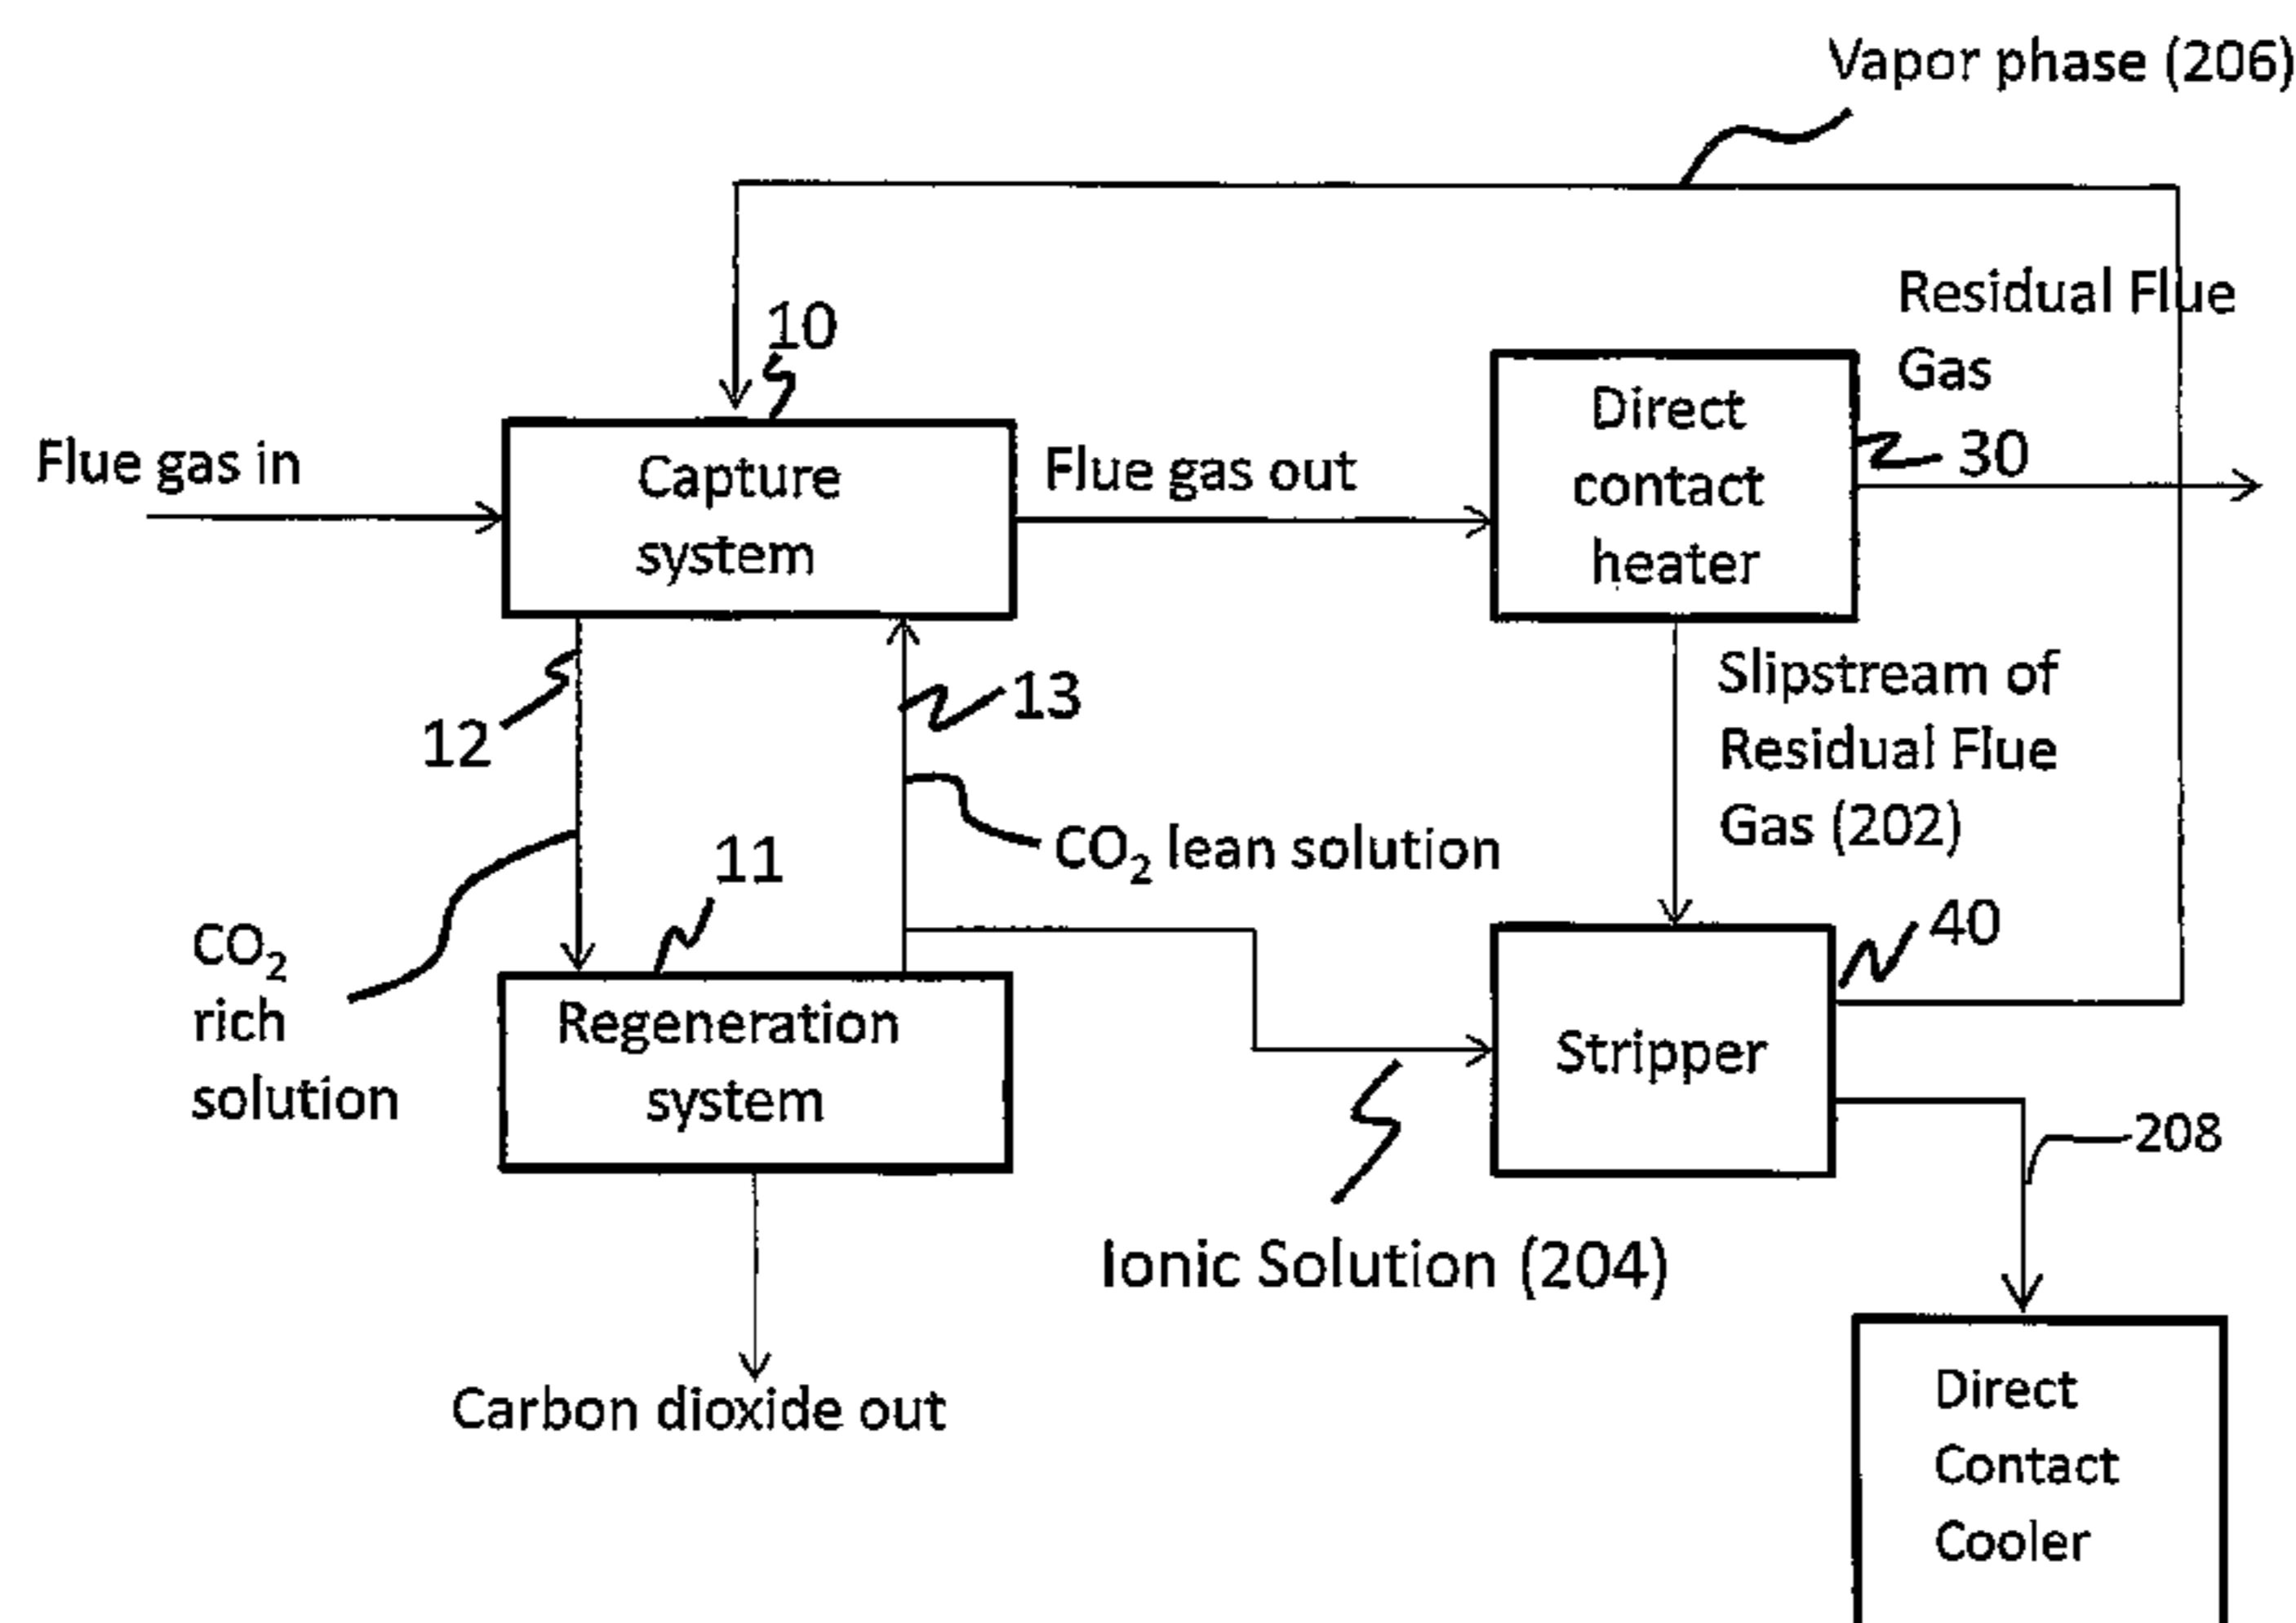 Vapor phase (206)
10
Flue gas in
Capture
system
Flue gas out
Direct
contact
heater
Residual Flue
Gas
30
12
13
11
CO₂ lean solution
Slipstream of
Residual Flue
Gas (202)
CO₂
rich
solution
Regeneration
system
40
Stripper
208
Ionic Solution (204)
Carbon dioxide out
Direct
Contact
Cooler